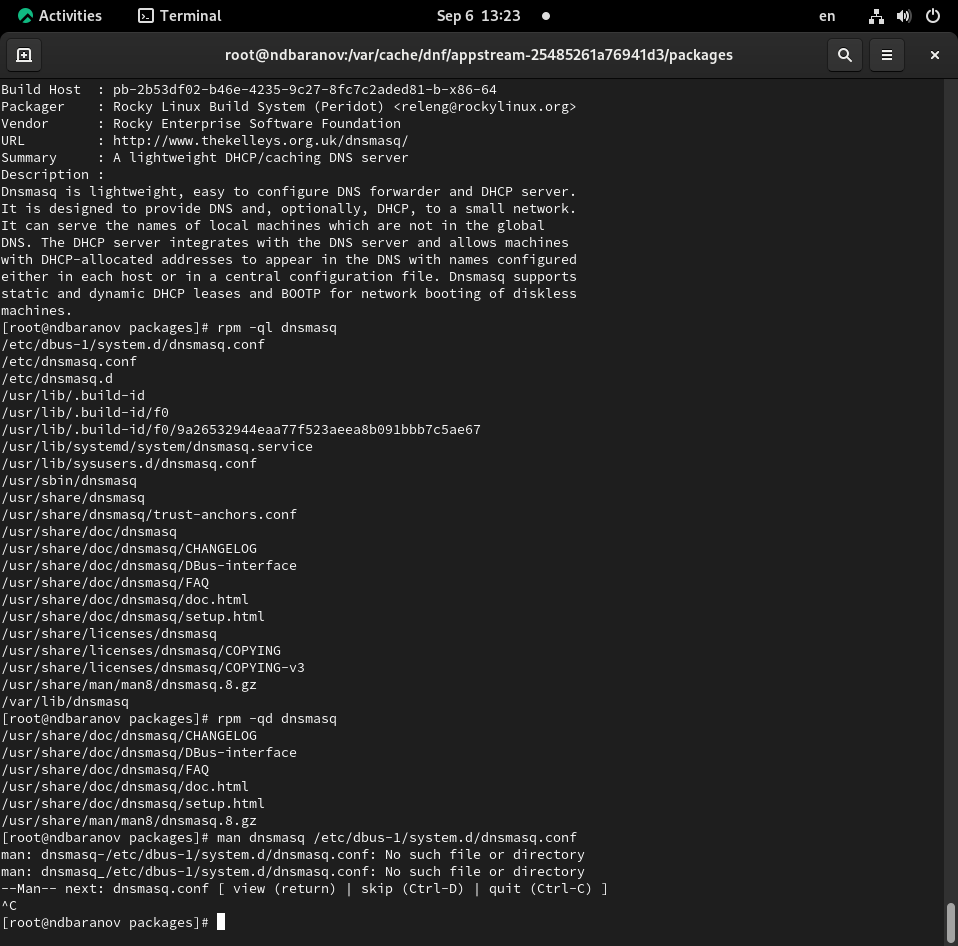 Activities
Terminal
Sep 6 13:23
en
root@ndbaranov:/var/cache/dnf/appstream-25485261a76941d3/packages
Build Host  : pb-2b53df02-b46e-4235-9c27-8fc7c2aded81-b-x86-64
Packager    : Rocky Linux Build System (Peridot) <releng@rockylinux.org>
Vendor      : Rocky Enterprise Software Foundation
URL         : http://www.thekelleys.org.uk/dnsmasq/
Summary     : A lightweight DHCP/caching DNS server
Description :
Dnsmasq is lightweight, easy to configure DNS forwarder and DHCP server.
It is designed to provide DNS and, optionally, DHCP, to a small network.
It can serve the names of local machines which are not in the global
DNS. The DHCP server integrates with the DNS server and allows machines
with DHCP-allocated addresses to appear in the DNS with names configured
either in each host or in a central configuration file. Dnsmasq supports
static and dynamic DHCP leases and BOOTP for network booting of diskless
machines.
[root@ndbaranov packages]# rpm -ql dnsmasq
/etc/dbus-1/system.d/dnsmasq.conf
/etc/dnsmasq.conf
/etc/dnsmasq.d
/usr/lib/.build-id
/usr/lib/.build-id/f0
/usr/lib/.build-id/f0/9a26532944eaa77f523aeea8b091bbb7c5ae67
/usr/lib/systemd/system/dnsmasq.service
/usr/lib/sysusers.d/dnsmasq.conf
/usr/sbin/dnsmasq
/usr/share/dnsmasq
/usr/share/dnsmasq/trust-anchors.conf
/usr/share/doc/dnsmasq
/usr/share/doc/dnsmasq/CHANGELOG
/usr/share/doc/dnsmasq/DBus-interface
/usr/share/doc/dnsmasq/FAQ
/usr/share/doc/dnsmasq/doc.html
/usr/share/doc/dnsmasq/setup.html
/usr/share/licenses/dnsmasq
/usr/share/licenses/dnsmasq/COPYING
/usr/share/licenses/dnsmasq/COPYING-v3
/usr/share/man/man8/dnsmasq.8.gz
/var/lib/dnsmasq
[root@ndbaranov packages]# rpm -qd dnsmasq
/usr/share/doc/dnsmasq/CHANGELOG
/usr/share/doc/dnsmasq/DBus-interface
/usr/share/doc/dnsmasq/FAQ
/usr/share/doc/dnsmasq/doc.html
/usr/share/doc/dnsmasq/setup.html
/usr/share/man/man8/dnsmasq.8.gz
[root@ndbaranov packages]# man dnsmasq /etc/dbus-1/system.d/dnsmasq.conf
man: dnsmasq-/etc/dbus-1/system.d/dnsmasq.conf: No such file or directory
man: dnsmasq_/etc/dbus-1/system.d/dnsmasq.conf: No such file or directory
--Man-- next: dnsmasq.conf [ view (return) | skip (Ctrl-D) | quit (Ctrl-C) ]
^C
[root@ndbaranov packages]#